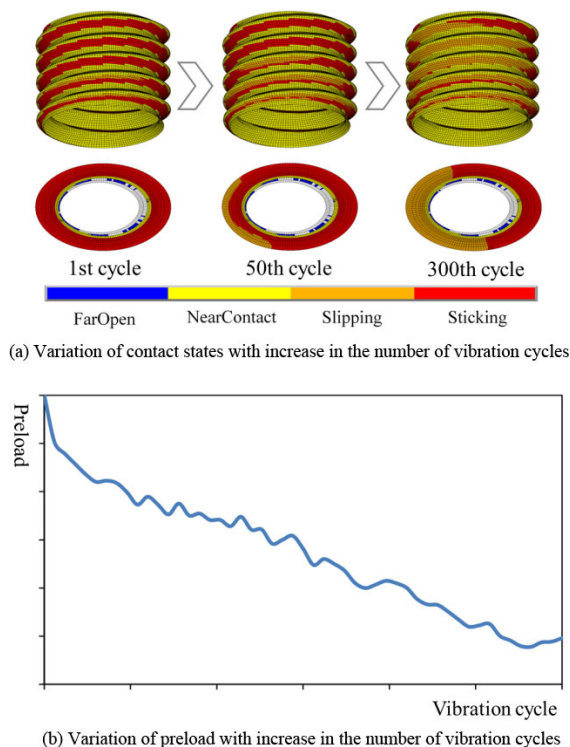 1st cycle 50th cycle 300th cycle
FarOpen NearContact Slipping Sticking
(a) Variation of contact states with increase in the number of vibration cycles
Preload
Vibration cycle
(b) Variation of preload with increase in the number of vibration cycles